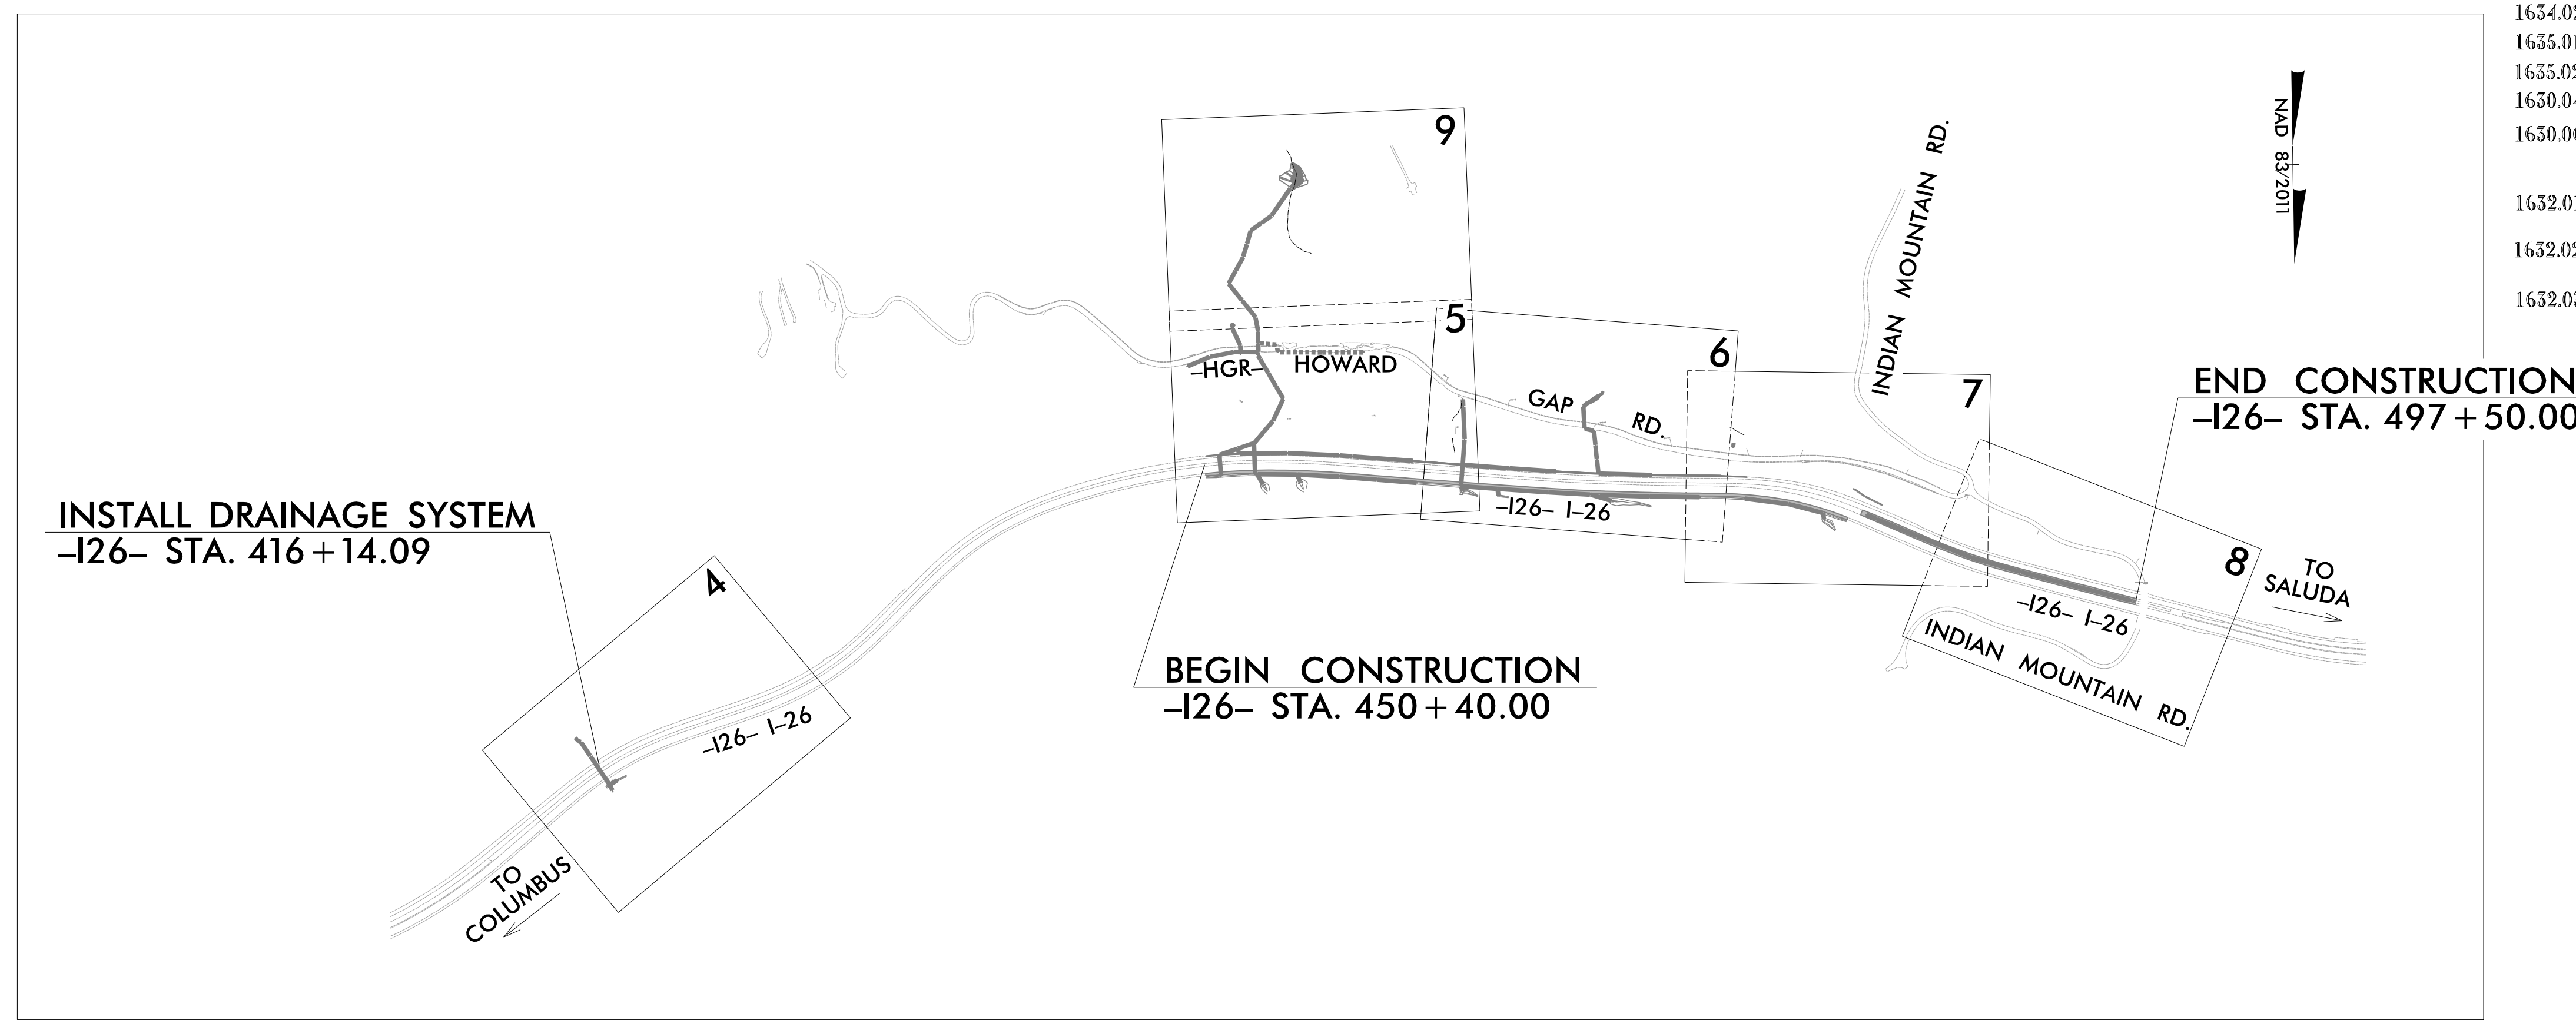 9
5
6
7
8
4
–HGR–
HOWARD
GAP
RD.
INDIAN MOUNTAIN RD.
NAD 83/2011
END CONSTRUCTION
–I26– STA. 497+50.00
INSTALL DRAINAGE SYSTEM
–I26– STA. 416+14.09
–I26– I–26
–I26– I–26
TO
SALUDA
–I26– I–26
INDIAN MOUNTAIN RD.
BEGIN CONSTRUCTION
–I26– STA. 450+40.00
TO
COLUMBUS